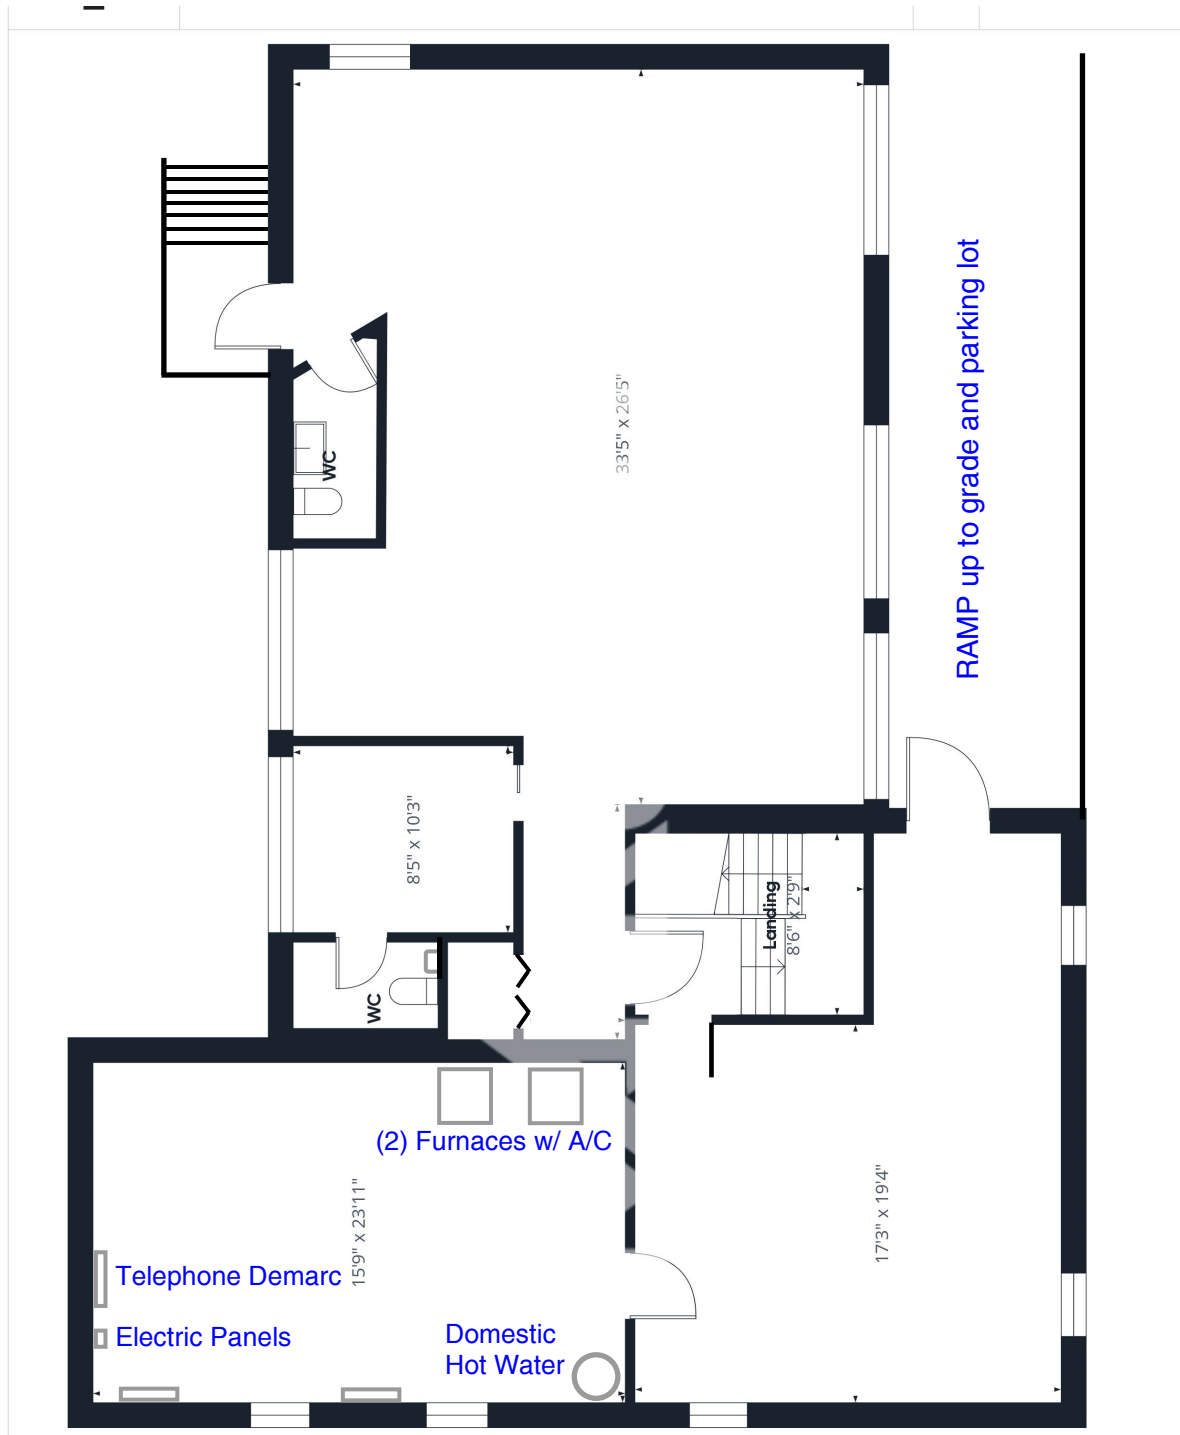 RAMP up to grade and parking lot
33'5" x 26'5"
WC
8'5" x 10'3"
Landing
8'6" x 2'9"
WC
(2) Furnaces w/ A/C
15'9" x 23'11"
17'3" x 19'4"
Telephone Demarc
Electric Panels
Domestic
Hot Water